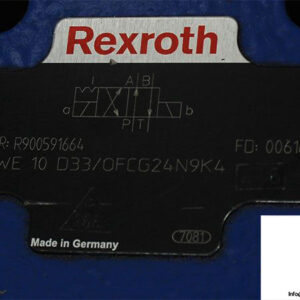 Rexroth
i A B
a b
P T
R: R900591664 FD: 0061
WE 10 D33/OFCG24N9K4
Made in Germany 7081